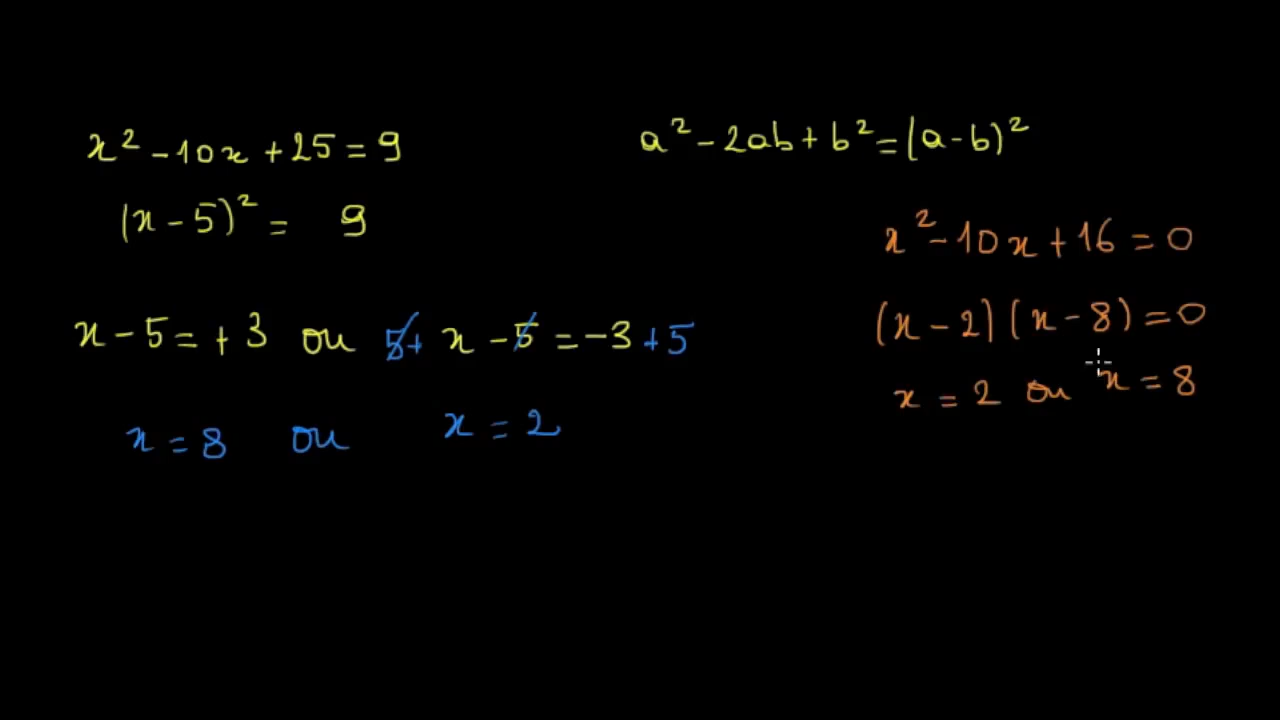 x² - 10x + 25 = 9
(x - 5)² = 9
x - 5 = + 3 ou 5 + x - 5 = - 3 + 5
x = 8 ou x = 2
a² - 2ab + b² = (a - b)²
x² - 10x + 16 = 0
(x - 2) (x - 8) = 0
x = 2 ou x = 8